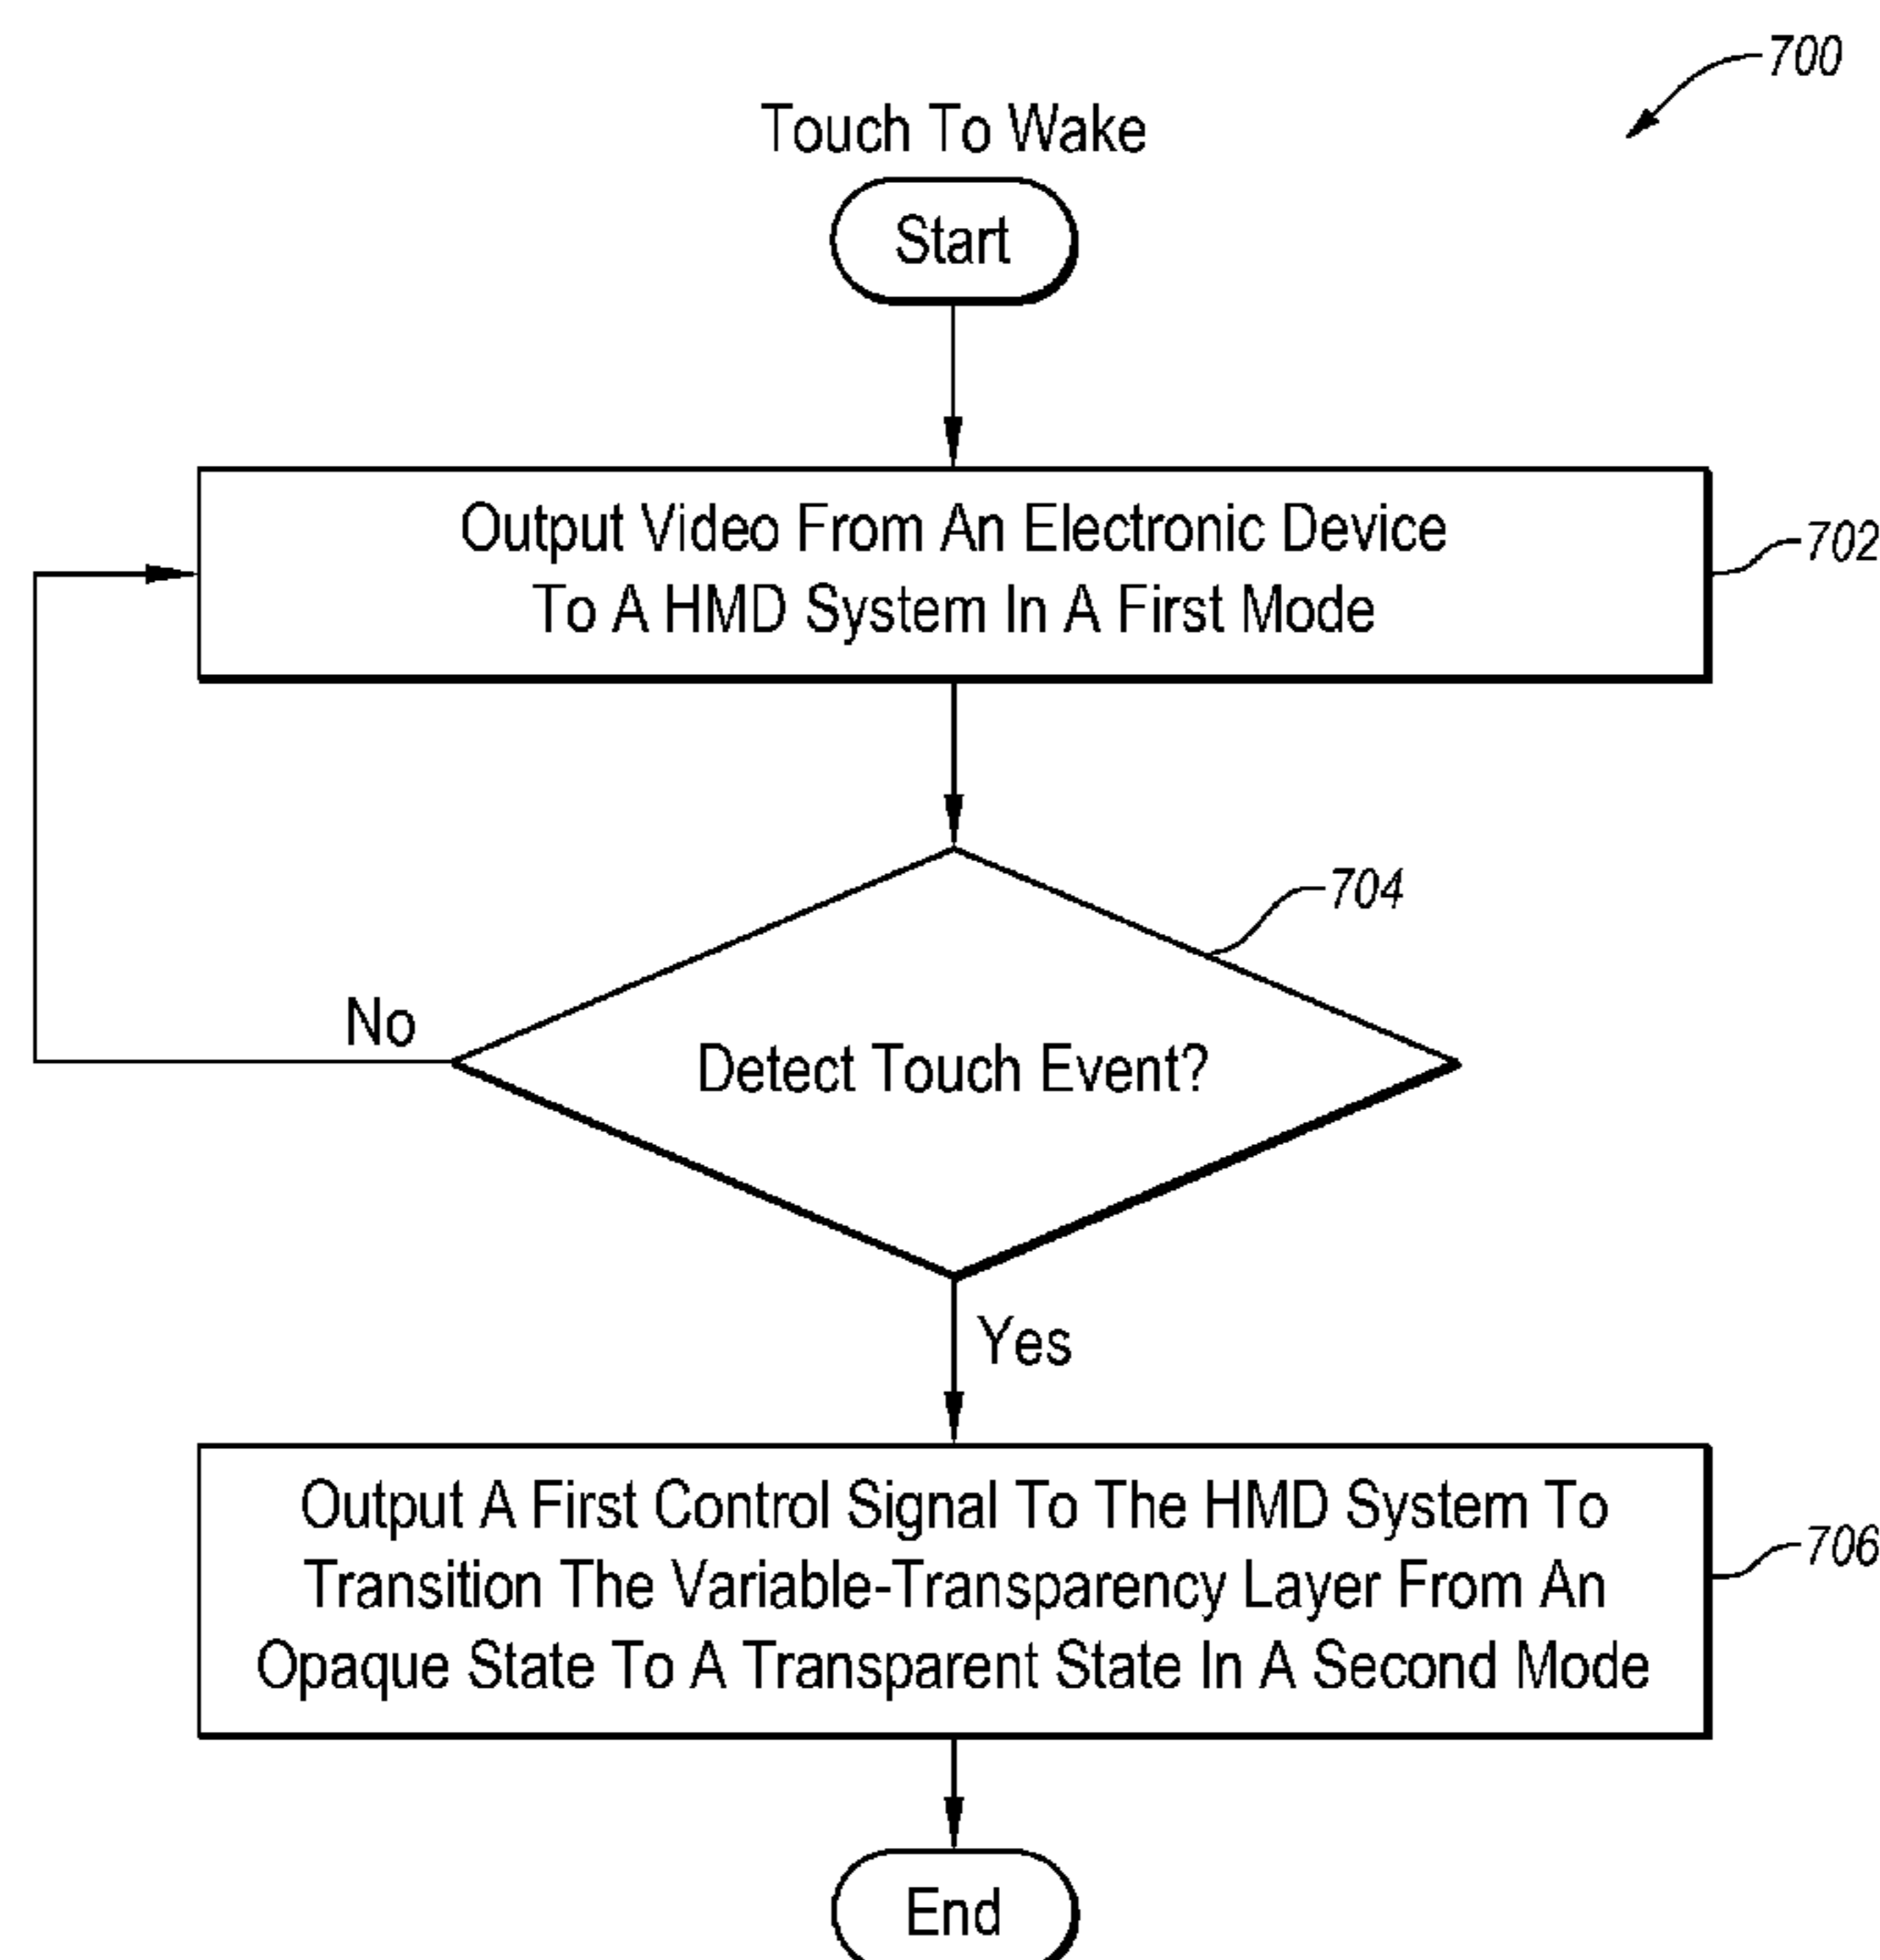 700
Touch To Wake
Start
Output Video From An Electronic Device
To A HMD System In A First Mode
702
704
No
Detect Touch Event?
Yes
Output A First Control Signal To The HMD System To
Transition The Variable-Transparency Layer From An
Opaque State To A Transparent State In A Second Mode
706
End